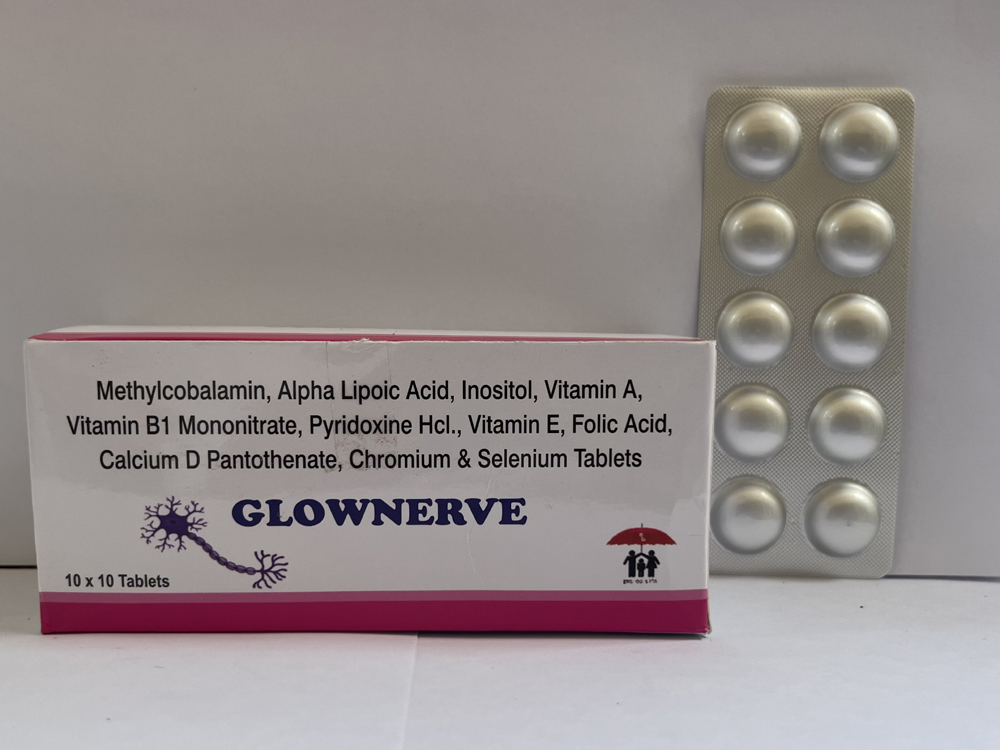 Methylcobalamin, Alpha Lipoic Acid, Inositol, Vitamin A,
Vitamin B1 Mononitrate, Pyridoxine Hcl., Vitamin E, Folic Acid,
Calcium D Pantothenate, Chromium & Selenium Tablets
GLOWNERVE
10 x 10 Tablets